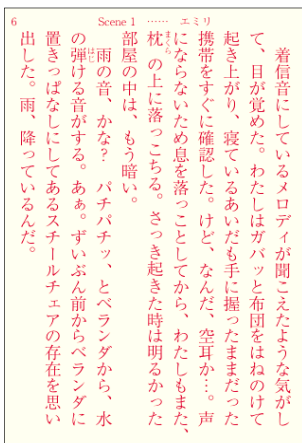 6 Scene 1 …… エミリ
　着信音にしているメロディが聞こえたような気がし
て、目が覚めた。わたしはガバッと布団をはねのけて
起き上がり、寝ているあいだも手に握ったままだった
携帯をすぐに確認した。けど、なんだ、空耳か…。声
にならないため息を落っことしてから、わたしもまた、
枕の上に落っこちる。さっき起きた時は明るかった
まくら
部屋の中は、もう暗い。
　雨の音、かな？　パチパチッ、とベランダから、水
の弾ける音がする。あぁ。ずいぶん前からベランダに
はじ
置きっぱなしにしてあるスチールチェアの存在を思い
出した。雨、降っているんだ。